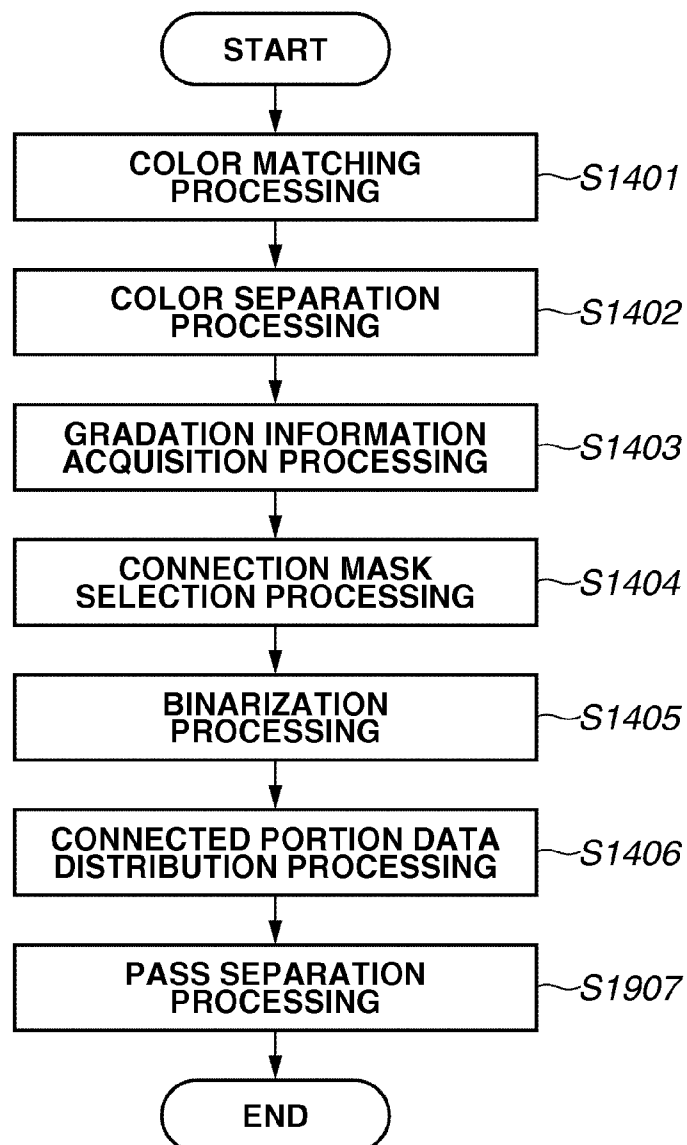 START
COLOR MATCHING
PROCESSING
S1401
COLOR SEPARATION
PROCESSING
S1402
GRADATION INFORMATION
ACQUISITION PROCESSING
S1403
CONNECTION MASK
SELECTION PROCESSING
S1404
BINARIZATION
PROCESSING
S1405
CONNECTED PORTION DATA
DISTRIBUTION PROCESSING
S1406
PASS SEPARATION
PROCESSING
S1907
END